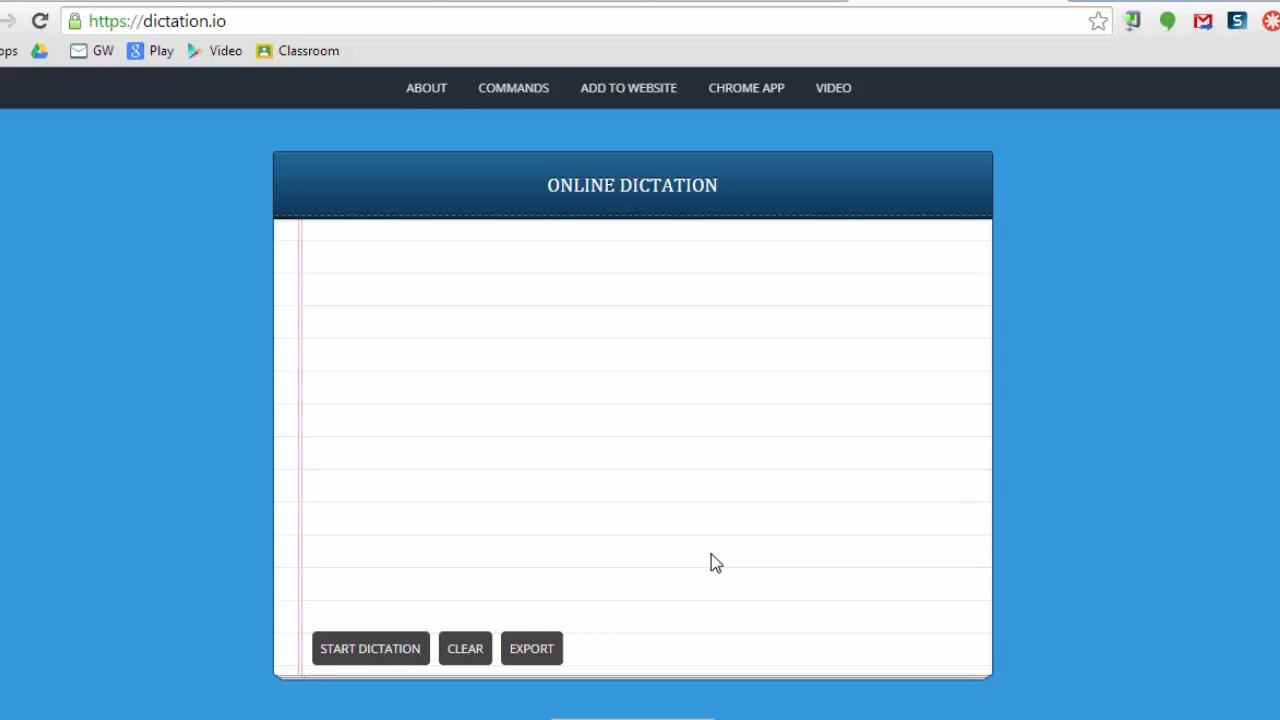 https://dictation.io
ops GW Play Video Classroom
ABOUT COMMANDS ADD TO WEBSITE CHROME APP VIDEO
ONLINE DICTATION
START DICTATION CLEAR EXPORT